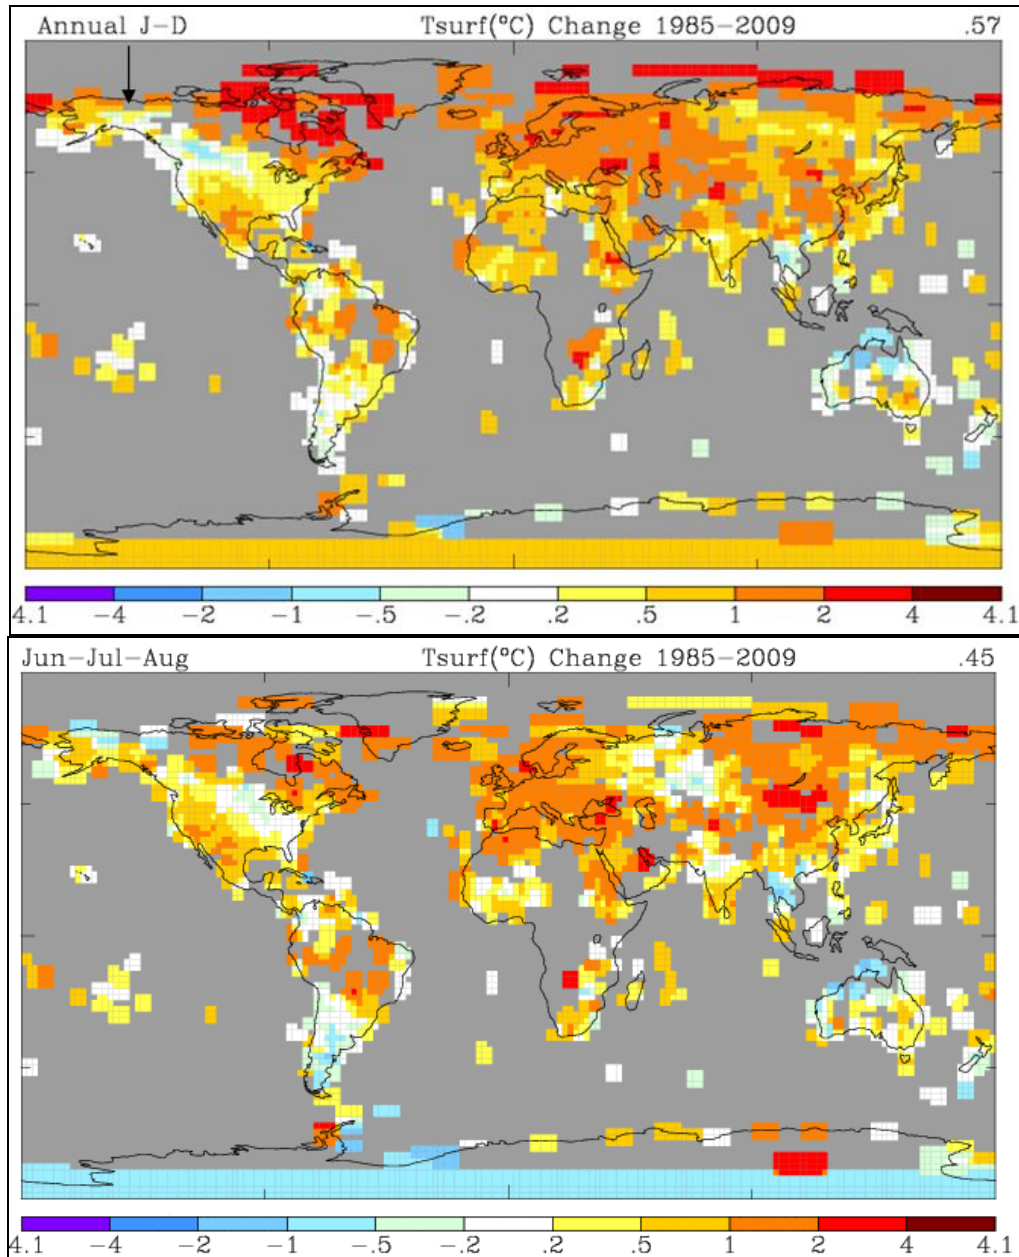 Annual J-D Tsurf(°C) Change 1985-2009 .57
4.1 -4 -2 -1 -.5 -.2 .2 .5 1 2 4 4.1
Jun-Jul-Aug Tsurf(°C) Change 1985-2009 .45
4.1 -4 -2 -1 -.5 -.2 .2 .5 1 2 4 4.1